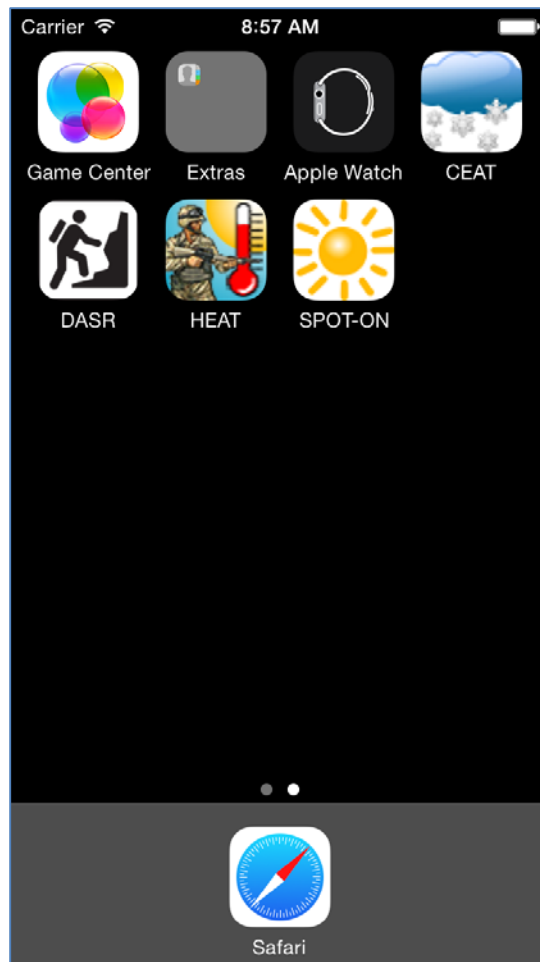 Carrier 8:57 AM
Game Center Extras Apple Watch CEAT
DASR HEAT SPOT-ON
Safari